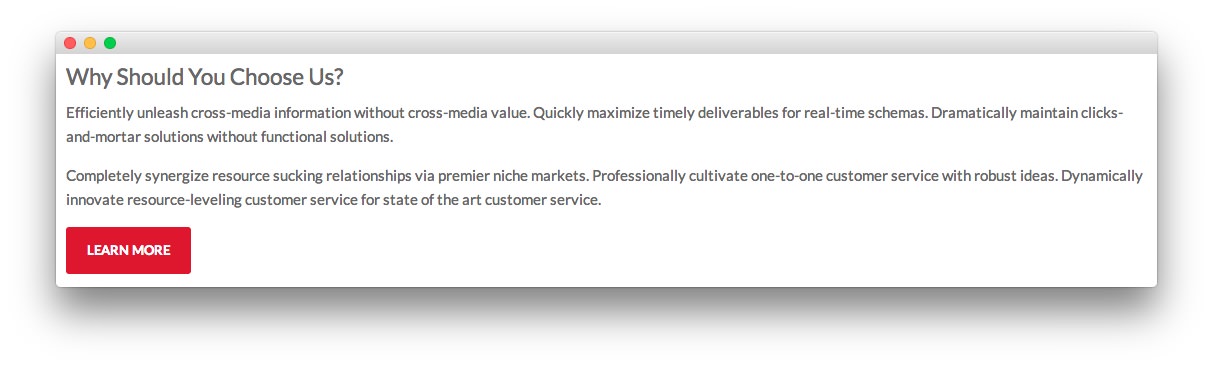 Why Should You Choose Us?
Efficiently unleash cross-media information without cross-media value. Quickly maximize timely deliverables for real-time schemas. Dramatically maintain clicks-
and-mortar solutions without functional solutions.
Completely synergize resource sucking relationships via premier niche markets. Professionally cultivate one-to-one customer service with robust ideas. Dynamically
innovate resource-leveling customer service for state of the art customer service.
LEARN MORE